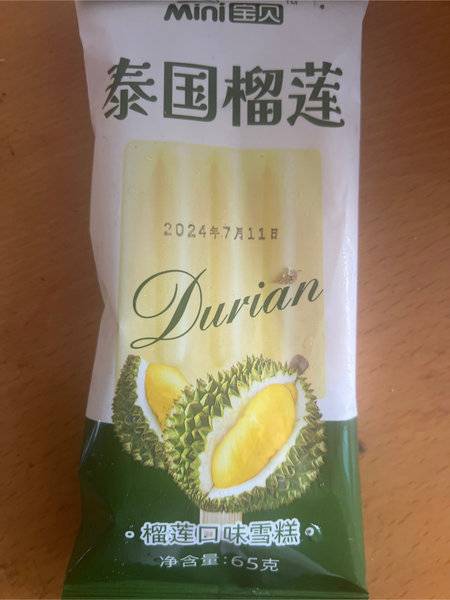 Mini宝贝
泰国榴莲
2024年7月11日
Durian
·榴莲口味雪糕·
净含量:65克